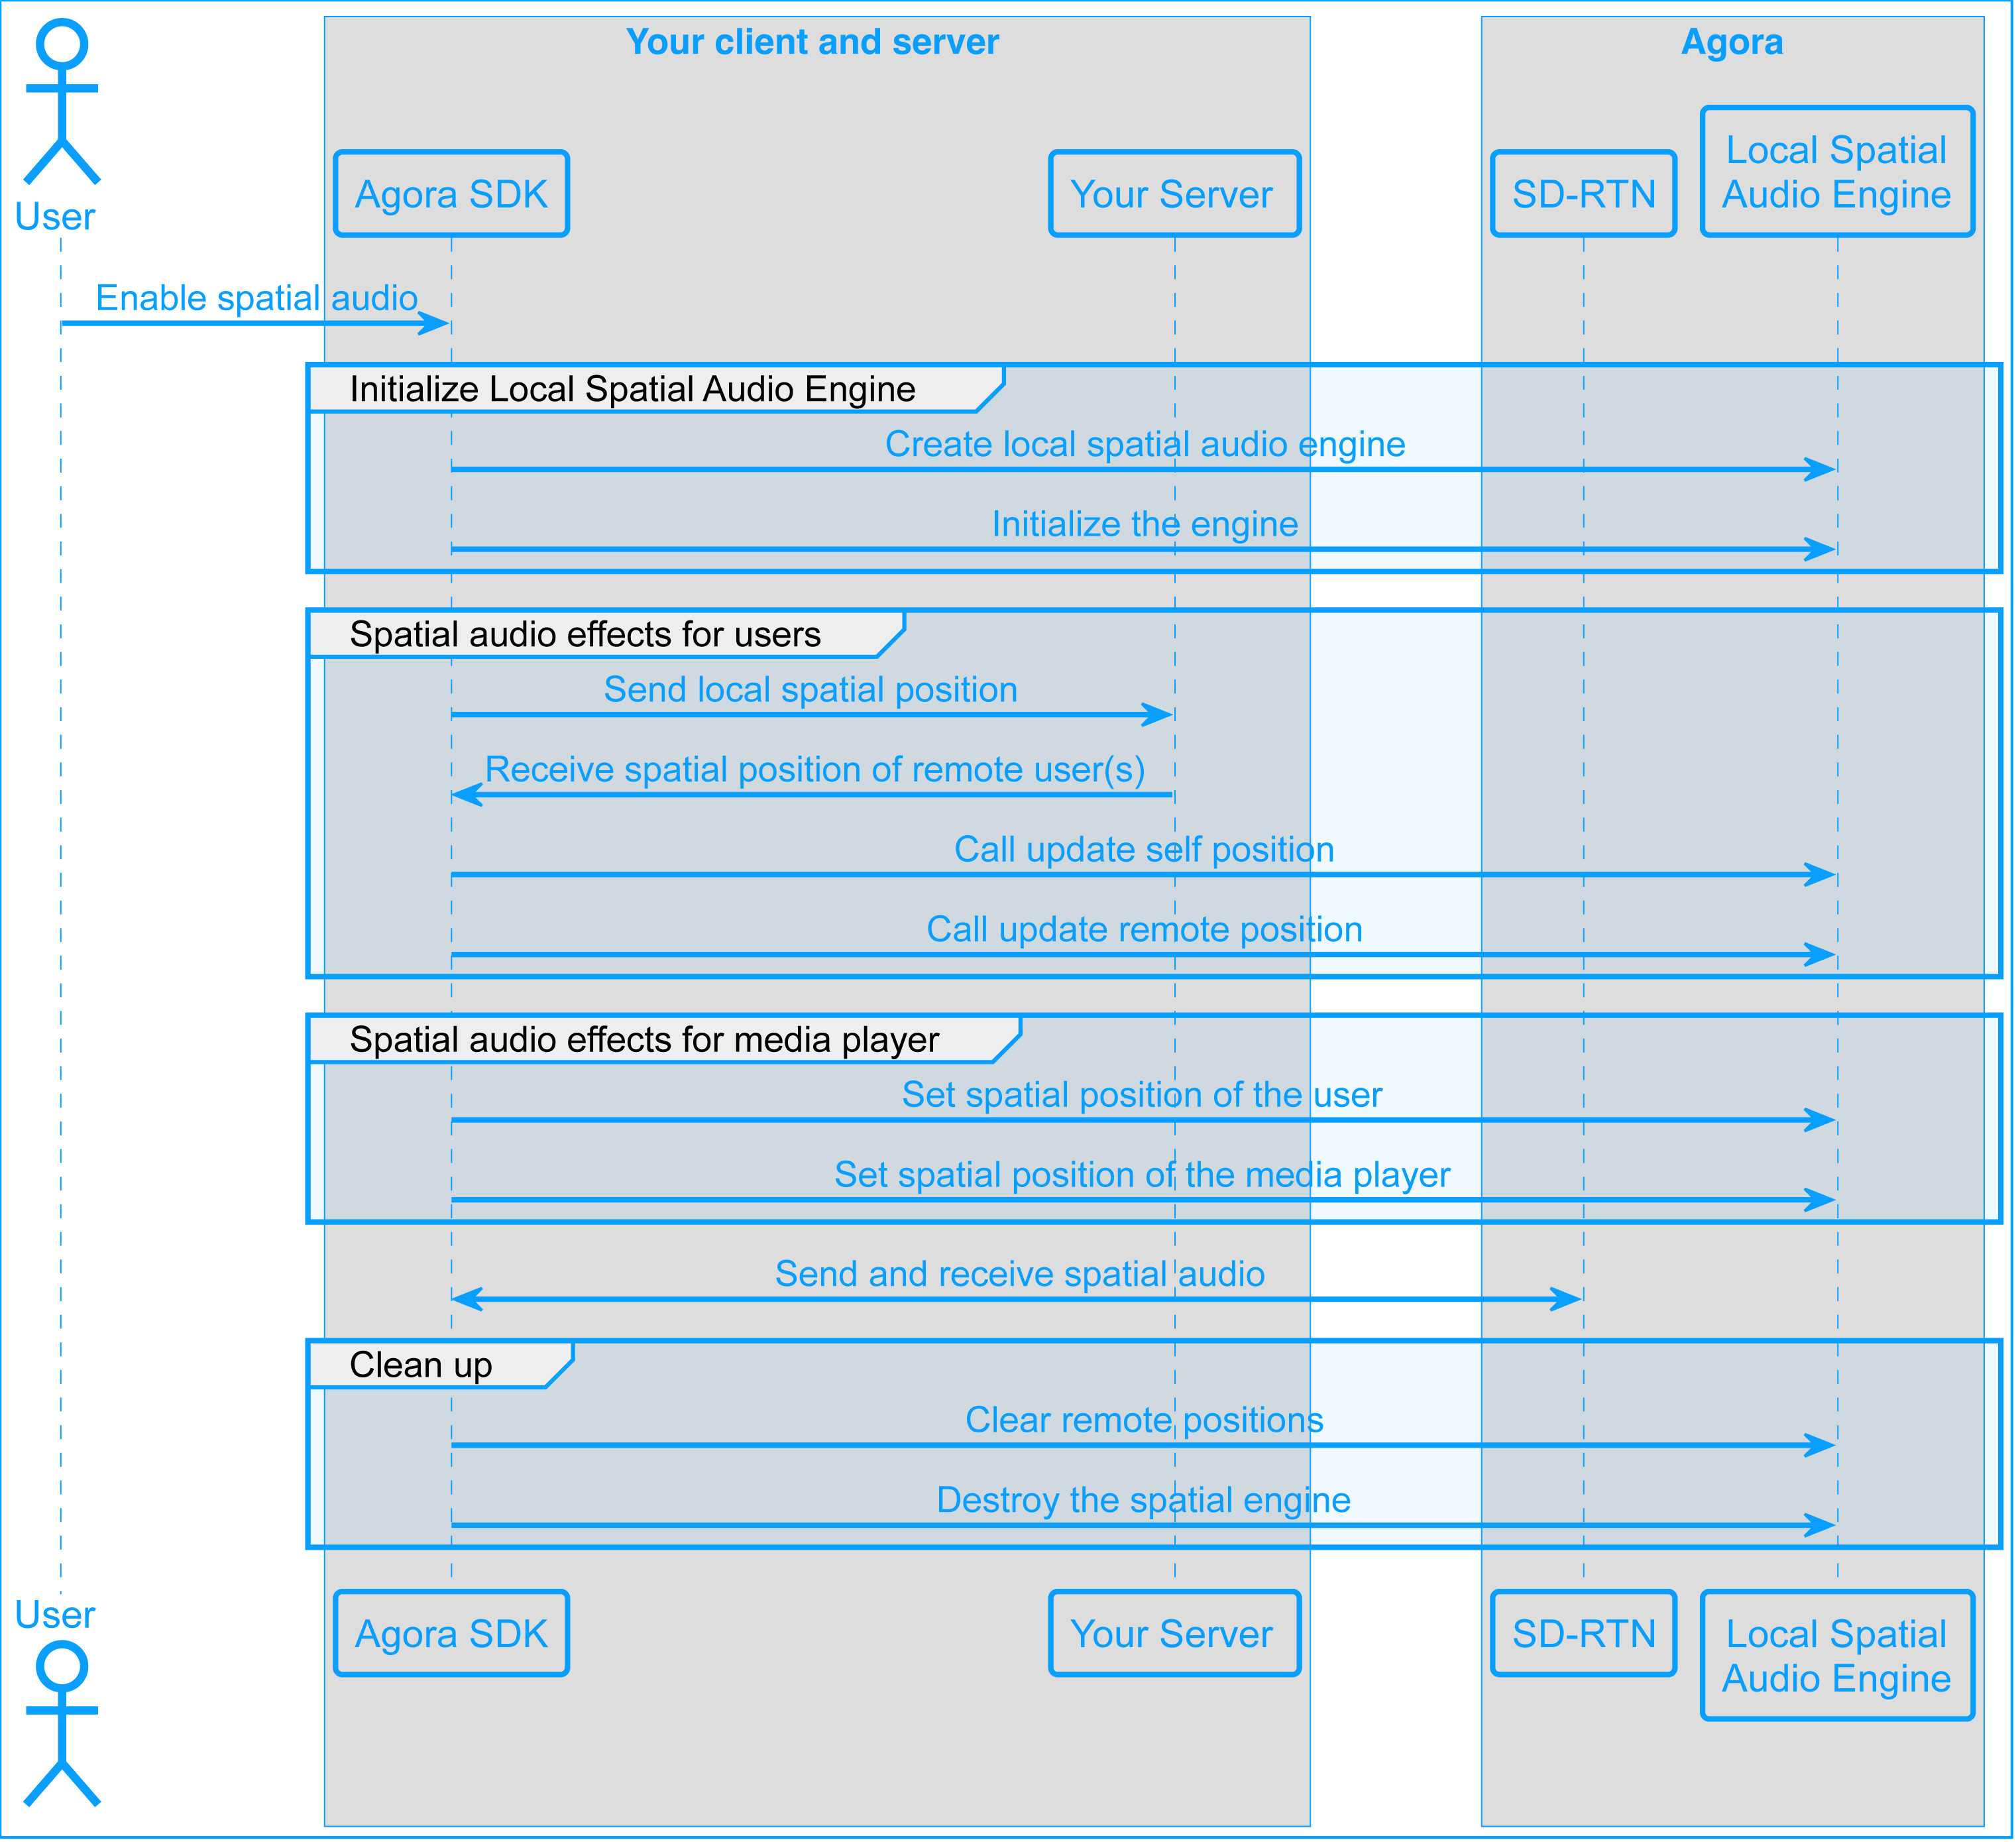 Your client and server
Agora
User
Agora SDK
Your Server
SD-RTN
Local Spatial
Audio Engine
Enable spatial audio
Initialize Local Spatial Audio Engine
Create local spatial audio engine
Initialize the engine
Spatial audio effects for users
Send local spatial position
Receive spatial position of remote user(s)
Call update self position
Call update remote position
Spatial audio effects for media player
Set spatial position of the user
Set spatial position of the media player
Send and receive spatial audio
Clean up
Clear remote positions
Destroy the spatial engine
User
Agora SDK
Your Server
SD-RTN
Local Spatial
Audio Engine